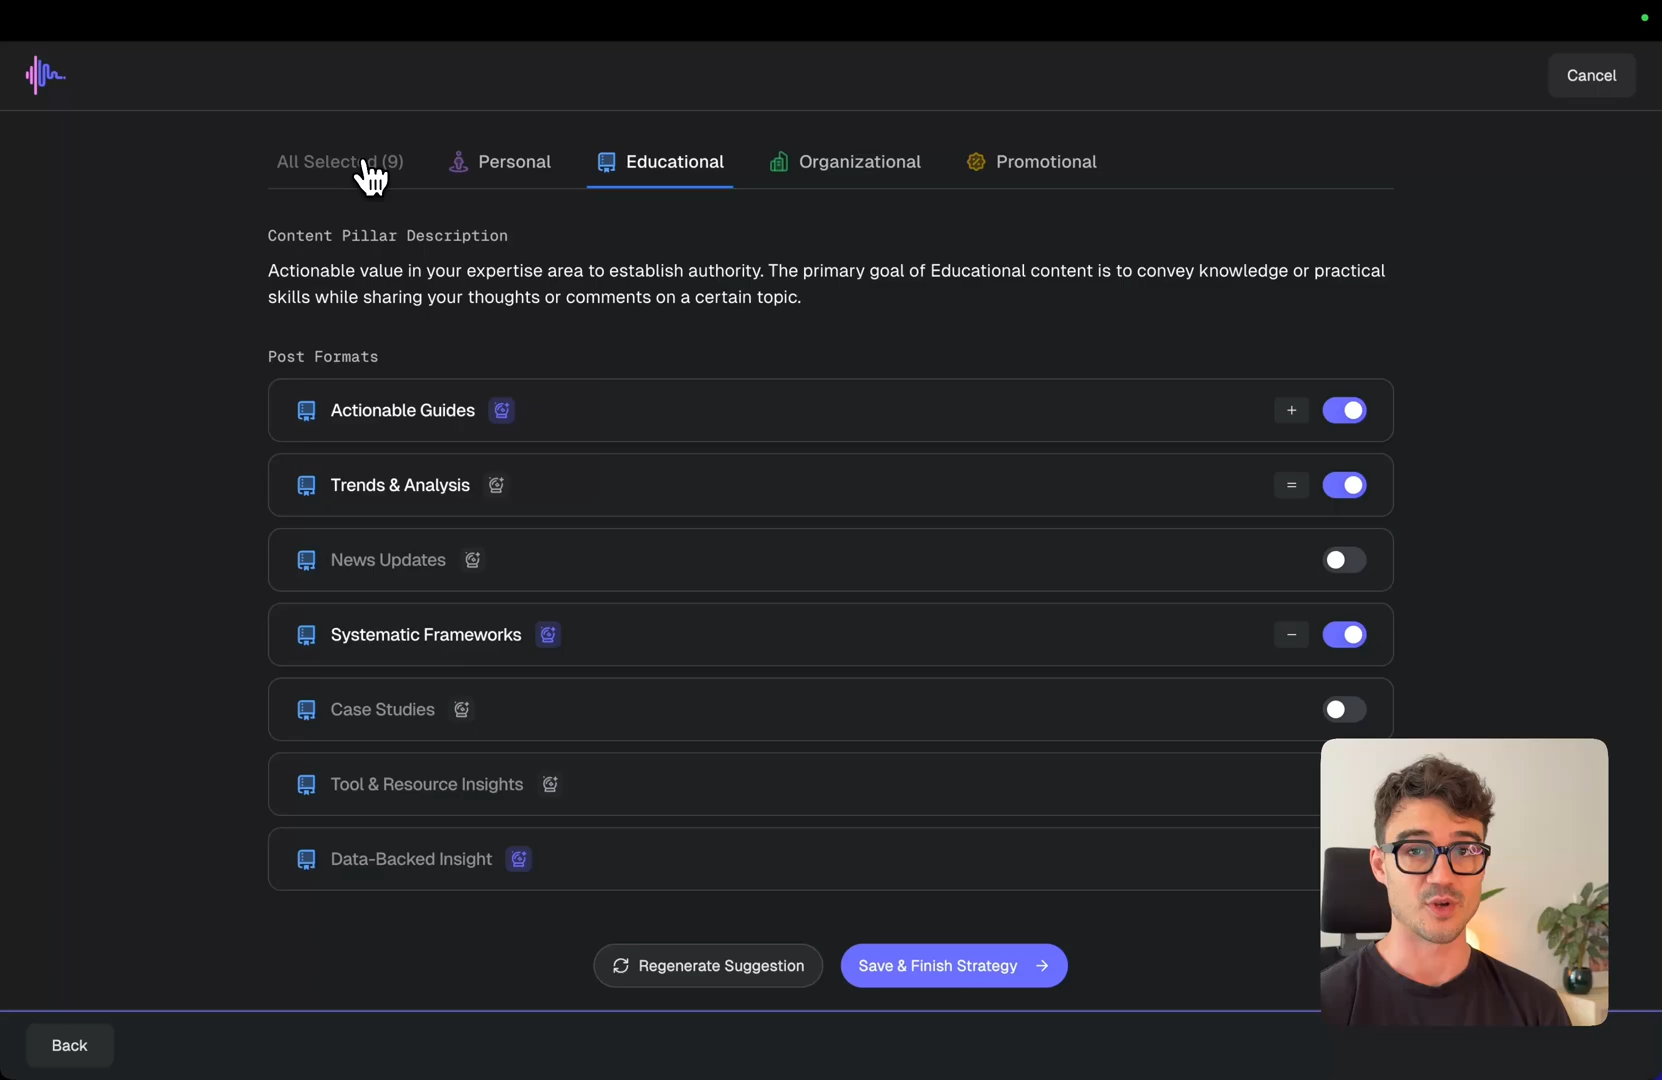 Cancel
All Selected (9)
Personal
Educational
Organizational
Promotional
Content Pillar Description
Actionable value in your expertise area to establish authority. The primary goal of Educational content is to convey knowledge or practical
skills while sharing your thoughts or comments on a certain topic.
Post Formats
Actionable Guides
+
Trends & Analysis
=
News Updates
Systematic Frameworks
−
Case Studies
Tool & Resource Insights
Data-Backed Insight
Regenerate Suggestion
Save & Finish Strategy →
Back